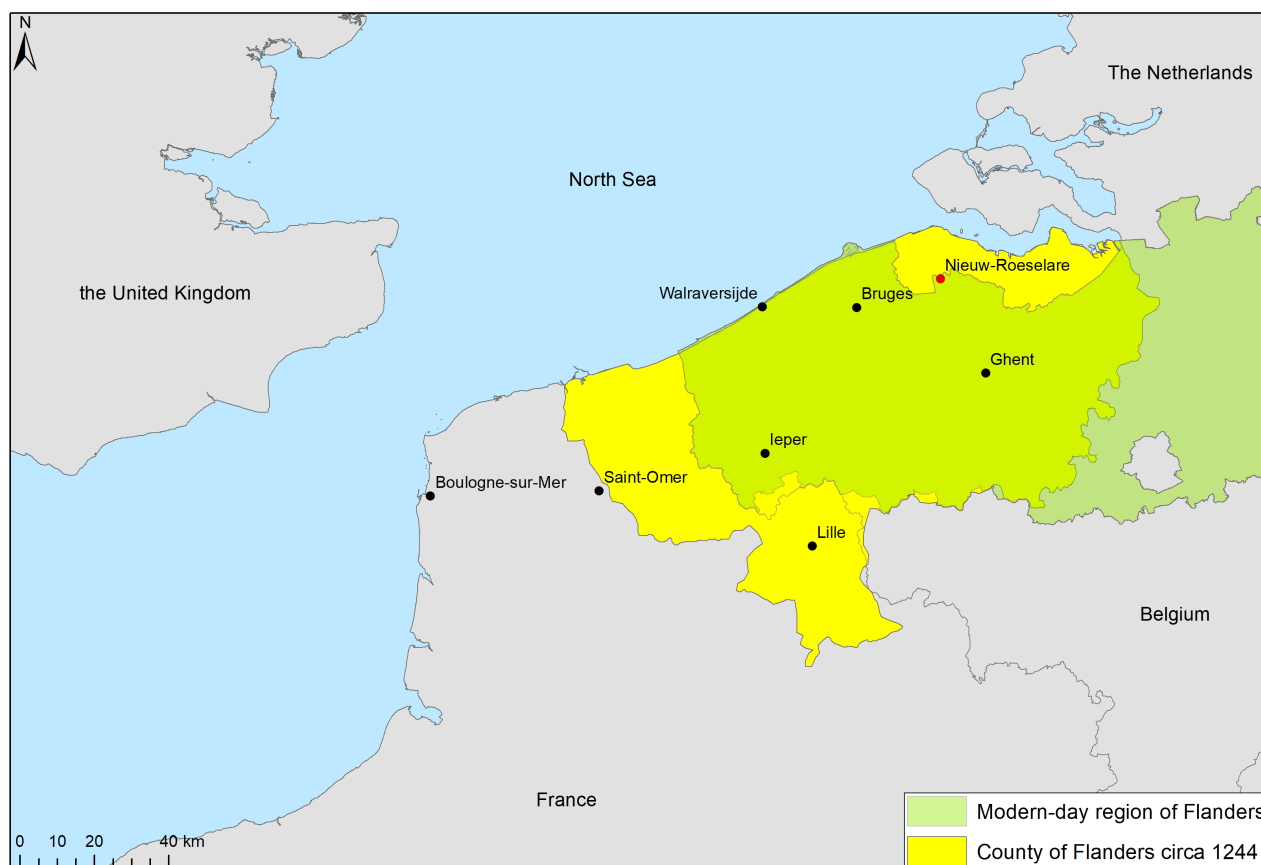 N
The Netherlands
North Sea
Nieuw-Roeselare
the United Kingdom
Walraversijde
Bruges
Ghent
Ieper
Boulogne-sur-Mer
Saint-Omer
Lille
Belgium
France
Modern-day region of Flanders
0 10 20 40 km
County of Flanders circa 1244